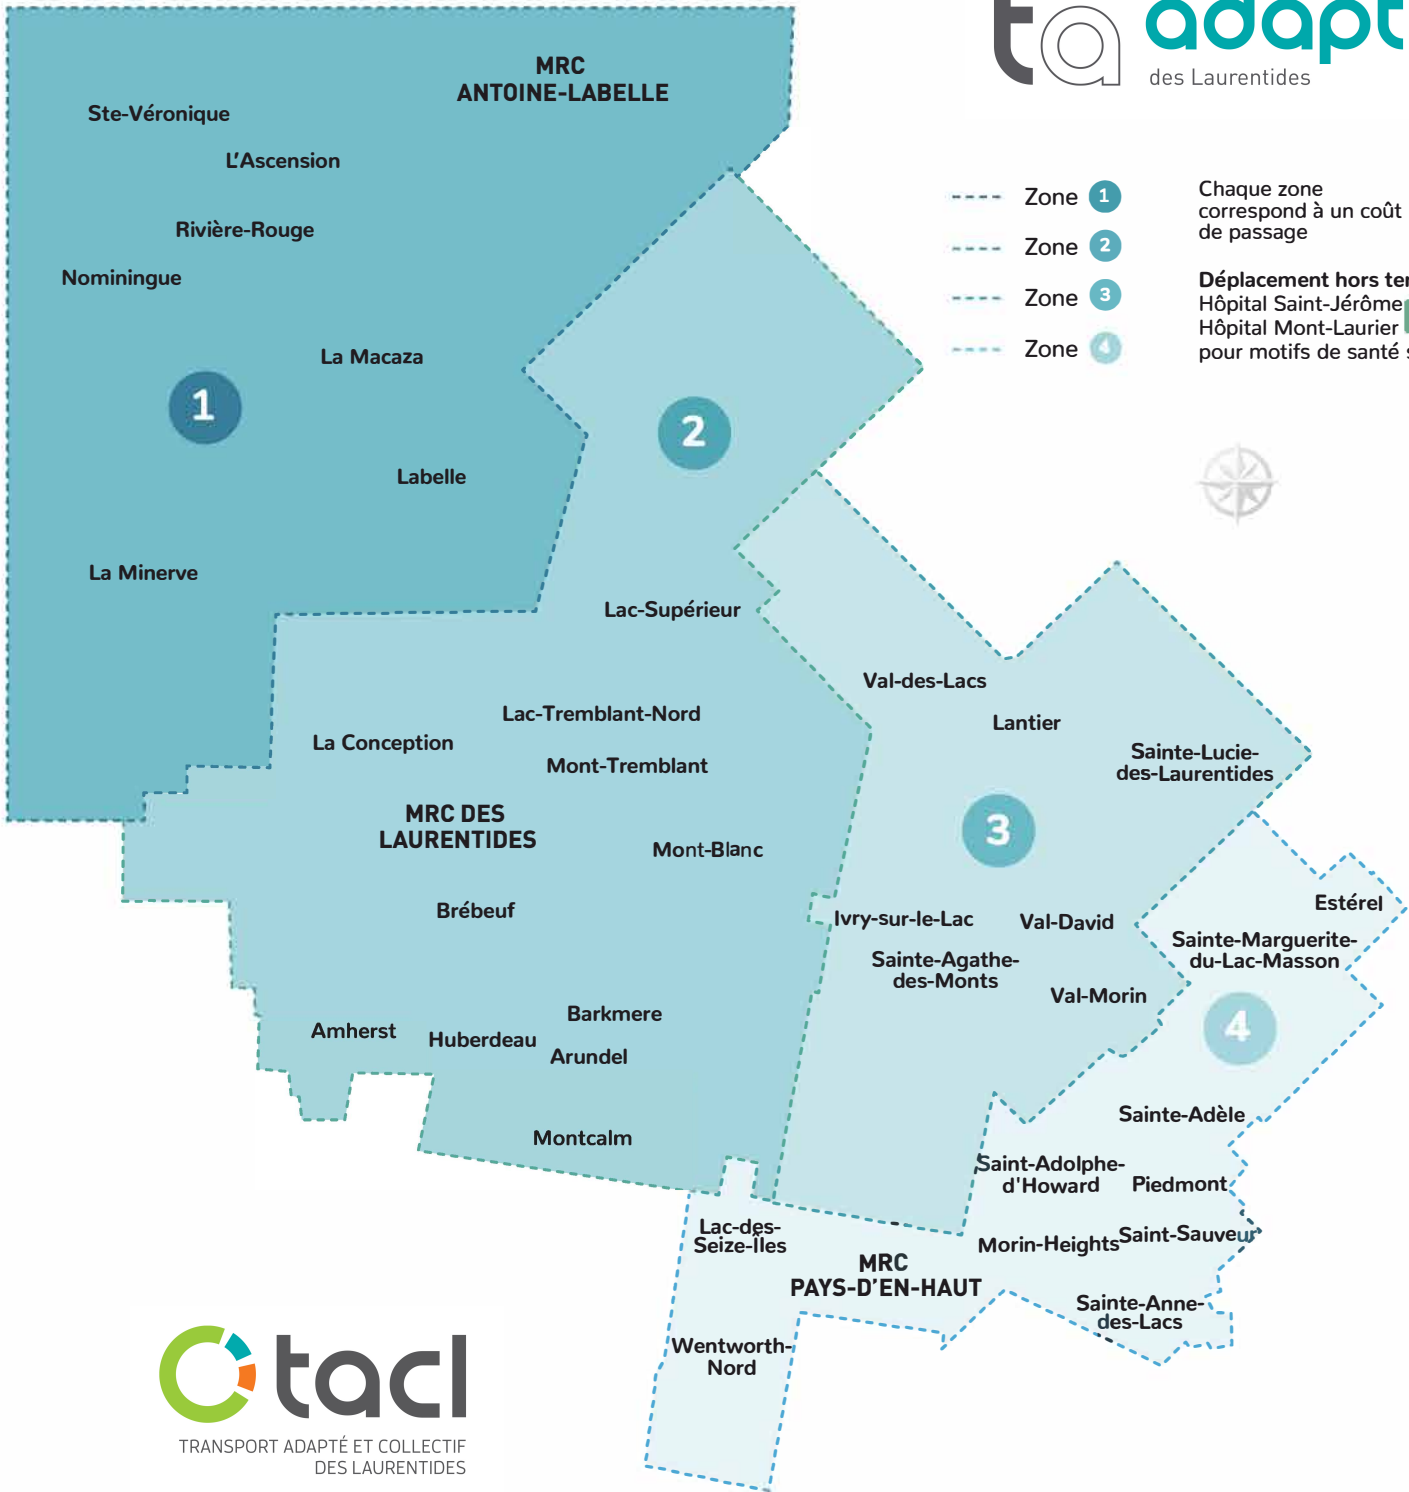 ta adapt
des Laurentides
MRC
ANTOINE-LABELLE
Ste-Véronique
L'Ascension
Rivière-Rouge
Nominingue
La Macaza
1
Labelle
La Minerve
Zone 1
Zone 2
Zone 3
Zone 4
Chaque zone
correspond à un coût
de passage
Déplacement hors
Hôpital Saint-Jérôme
Hôpital Mont-Laurier
pour motifs de santé
2
Lac-Supérieur
Lac-Tremblant-Nord
La Conception
Mont-Tremblant
MRC DES
LAURENTIDES
Mont-Blanc
Brébeuf
Barkmere
Amherst
Huberdeau
Arundel
Montcalm
Val-des-Lacs
Lantier
Sainte-Lucie-
des-Laurentides
3
Ivry-sur-le-Lac
Val-David
Sainte-Agathe-
des-Monts
Val-Morin
Estérel
Sainte-Marguerite-
du-Lac-Masson
4
Sainte-Adèle
Saint-Adolphe-
d'Howard
Piedmont
Lac-des-
Seize-Îles
Morin-Heights
Saint-Sauveur
MRC
PAYS-D'EN-HAUT
Sainte-Anne-
des-Lacs
Wentworth-
Nord
tacl
TRANSPORT ADAPTÉ ET COLLECTIF
DES LAURENTIDES